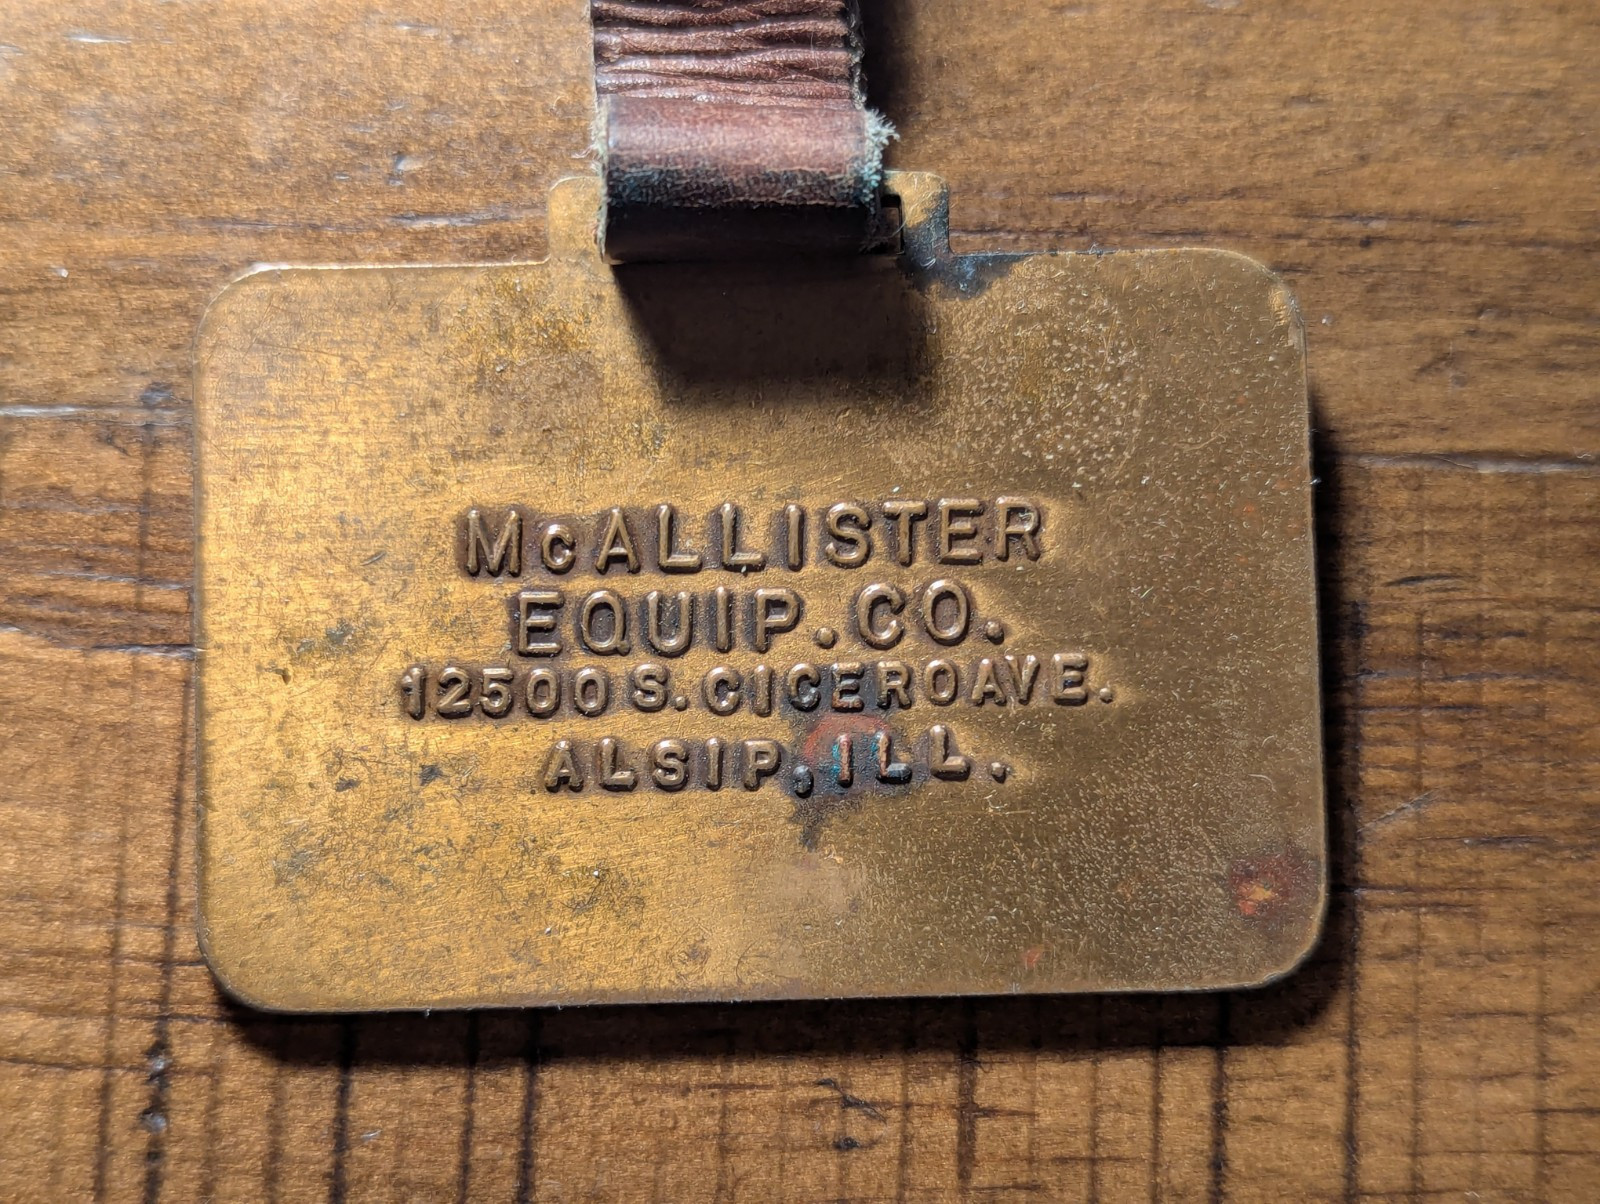 McALLISTER
EQUIP. CO.
12500 S. CICERO AVE.
ALSIP, ILL.